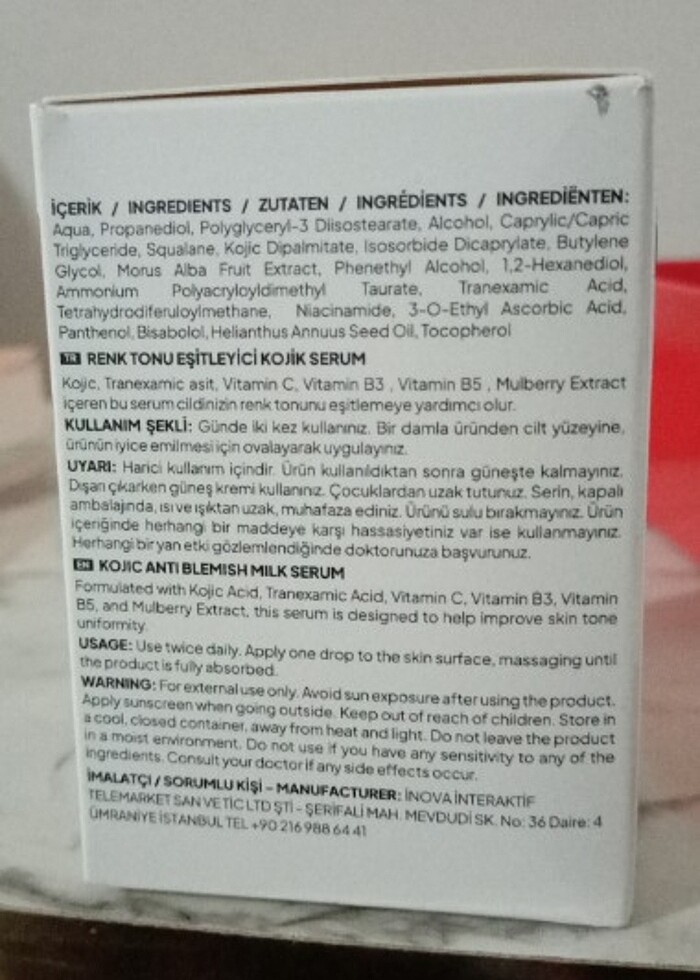 İÇERİK / INGREDIENTS / ZUTATEN / INGRÉDİENTS / INGREDIËNTEN:
Aqua, Propanediol, Polyglyceryl-3 Diisostearate, Alcohol, Caprylic/Capric
Triglyceride, Squalane, Kojic Dipalmitate, Isosorbide Dicaprylate, Butylene
Glycol, Morus Alba Fruit Extract, Phenethyl Alcohol, 1,2-Hexanediol,
Ammonium Polyacryloyldimethyl Taurate, Tranexamic Acid,
Tetrahydrodiferuloylmethane, Niacinamide, 3-O-Ethyl Ascorbic Acid,
Panthenol, Bisabolol, Helianthus Annuus Seed Oil, Tocopherol
TR RENK TONU EŞİTLEYİCİ KOJİK SERUM
Kojic, Tranexamic asit, Vitamin C, Vitamin B3 , Vitamin B5 , Mulberry Extract
içeren bu serum cildinizin renk tonunu eşitlemeye yardımcı olur.
KULLANIM ŞEKLİ: Günde iki kez kullanınız. Bir damla üründen cilt yüzeyine,
ürünün iyice emilmesi için ovalayarak uygulayınız.
UYARI: Harici kullanım içindir. Ürün kullanıldıktan sonra güneşte kalmayınız.
Dışarı çıkarken güneş kremi kullanınız. Çocuklardan uzak tutunuz. Serin, kapalı
ambalajında, ısı ve ışıktan uzak, muhafaza ediniz. Ürünü sulu bırakmayınız. Ürün
içeriğinde herhangi bir maddeye karşı hassasiyetiniz var ise kullanmayınız.
Herhangi bir yan etki gözlemlendiğinde doktorunuza başvurunuz.
EN KOJIC ANTI BLEMISH MILK SERUM
Formulated with Kojic Acid, Tranexamic Acid, Vitamin C, Vitamin B3, Vitamin
B5, and Mulberry Extract, this serum is designed to help improve skin tone
uniformity.
USAGE: Use twice daily. Apply one drop to the skin surface, massaging until
the product is fully absorbed.
WARNING: For external use only. Avoid sun exposure after using the product.
Apply sunscreen when going outside. Keep out of reach of children. Store in
a cool, closed container, away from heat and light. Do not leave the product
in a moist environment. Do not use if you have any sensitivity to any of the
ingredients. Consult your doctor if any side effects occur.
İMALATÇI / SORUMLU KİŞİ - MANUFACTURER: İNOVA İNTERAKTİF
TELEMARKET SAN VE TİC LTD ŞTİ - ŞERİFALİ MAH. MEVDUDİ SK. No: 36 Daire: 4
ÜMRANİYE İSTANBUL TEL +90 216 988 64 41